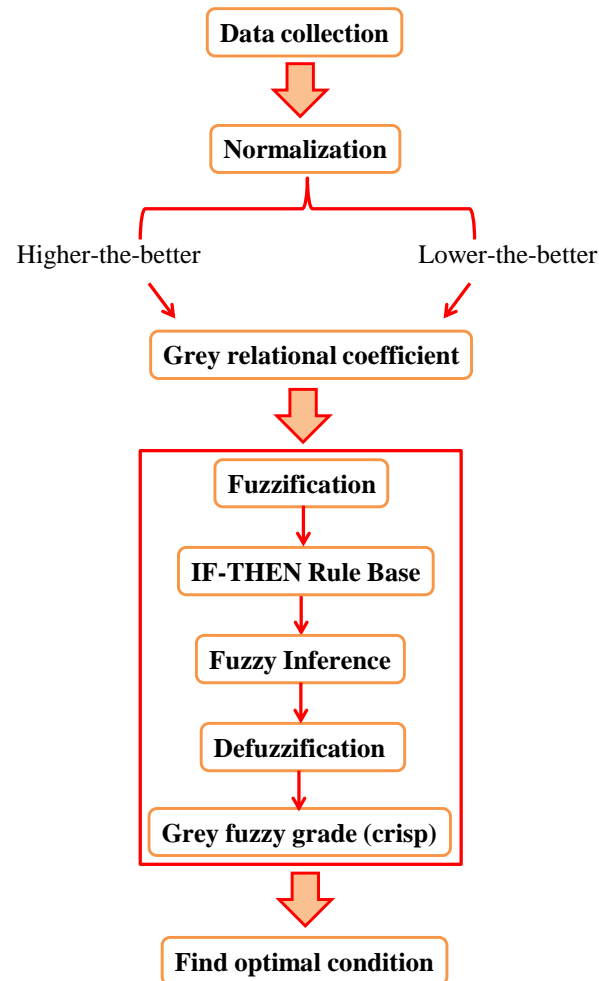 Data collection
Normalization
Higher-the-better
Lower-the-better
Grey relational coefficient
Fuzzification
IF-THEN Rule Base
Fuzzy Inference
Defuzzification
Grey fuzzy grade (crisp)
Find optimal condition